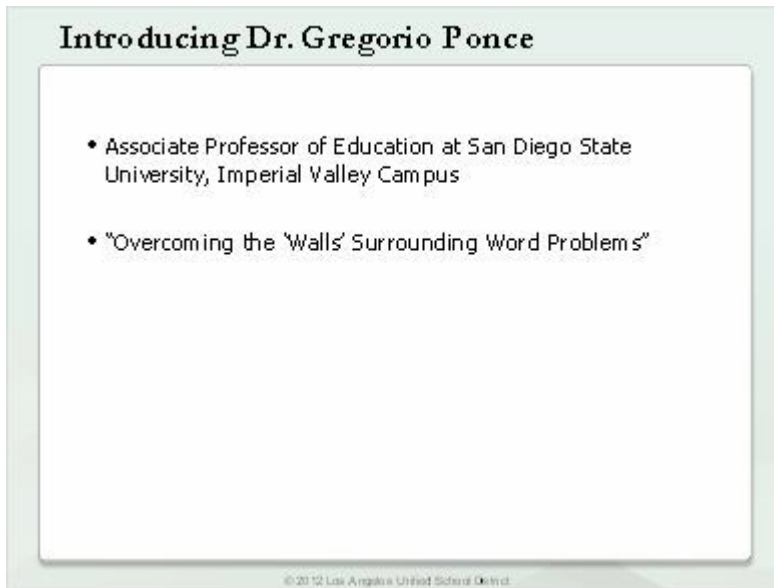 Introducing Dr. Gregorio Ponce
• Associate Professor of Education at San Diego State
University, Imperial Valley Campus
• "Overcoming the 'Walls' Surrounding Word Problems"
© 2012 Los Angeles Unified School District